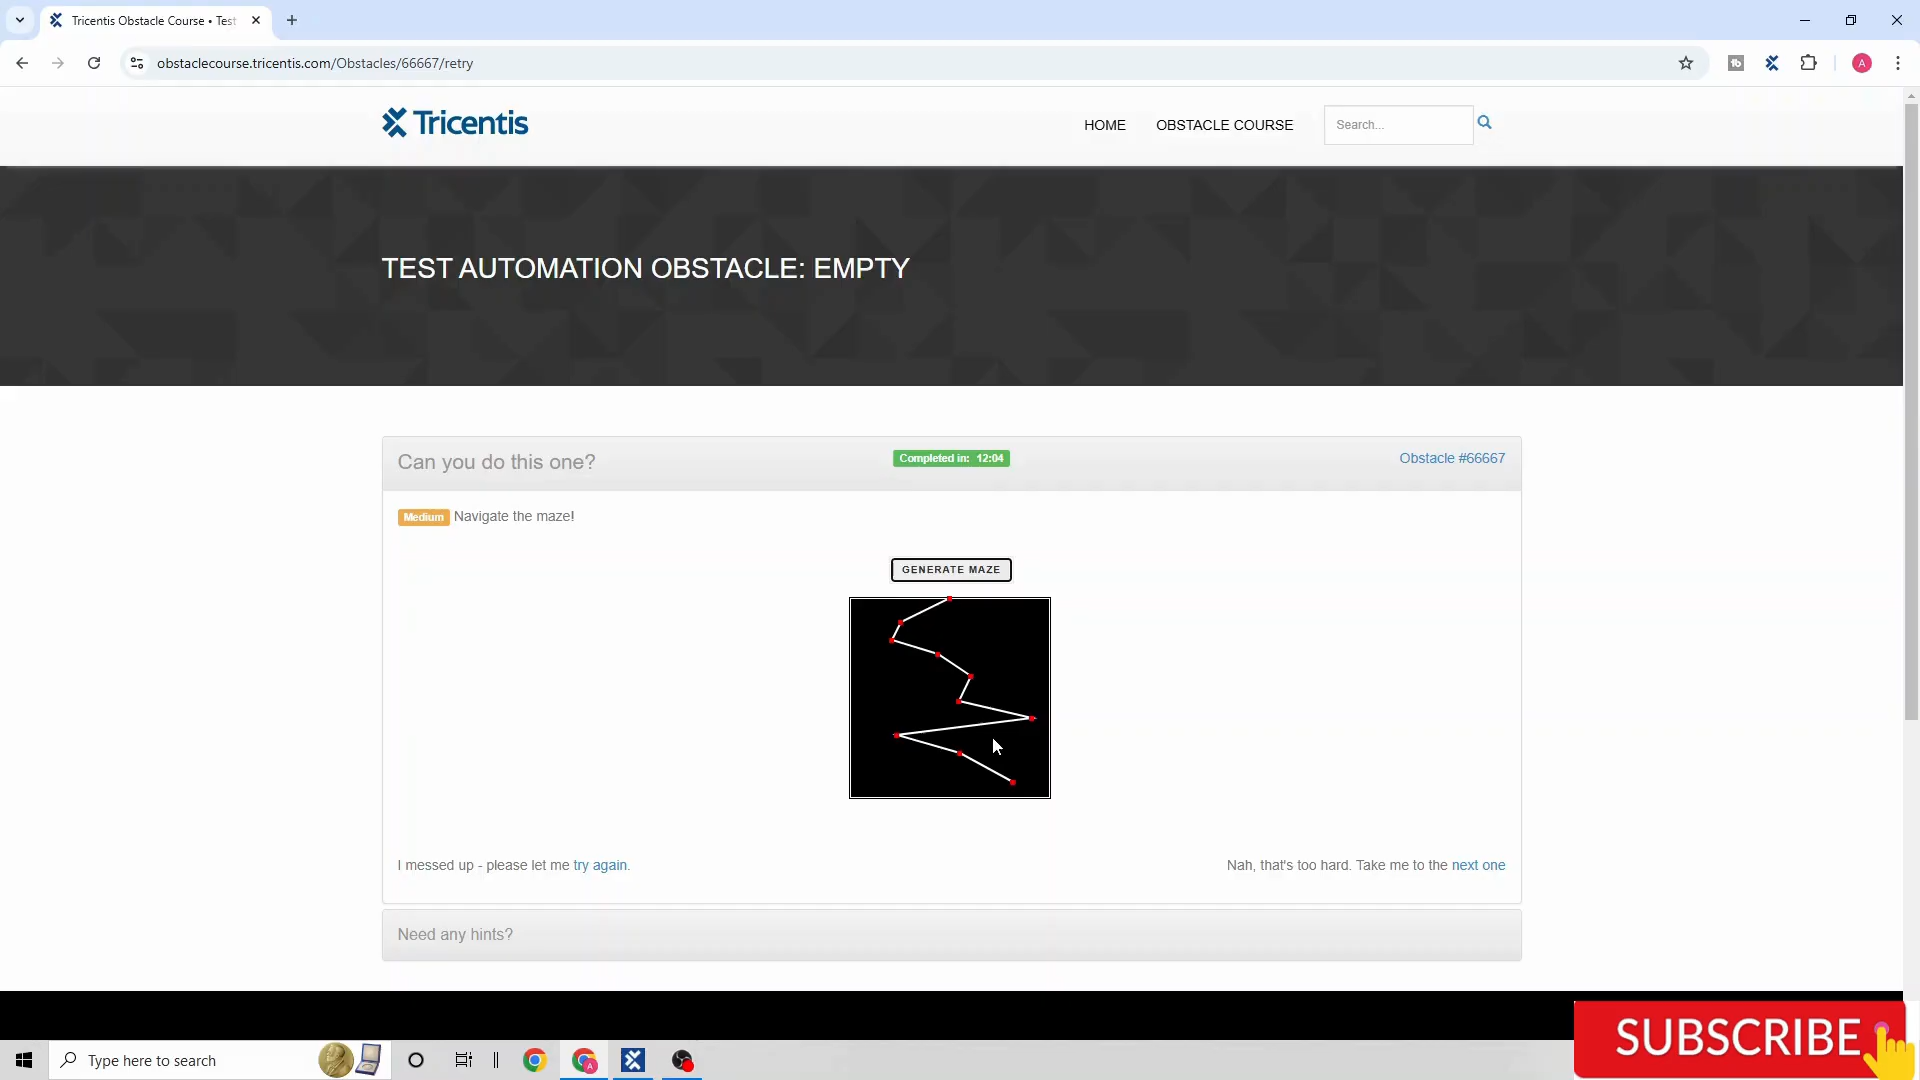 Tricentis Obstacle Course • Test
obstaclecourse.tricentis.com/Obstacles/66667/retry
A
Tricentis
HOME
OBSTACLE COURSE
Search...
TEST AUTOMATION OBSTACLE: EMPTY
Can you do this one?
Completed in: 12:04
Obstacle #66667
Medium Navigate the maze!
GENERATE MAZE
I messed up - please let me try again.
Nah, that's too hard. Take me to the next one
Need any hints?
SUBSCRIBE
Type here to search